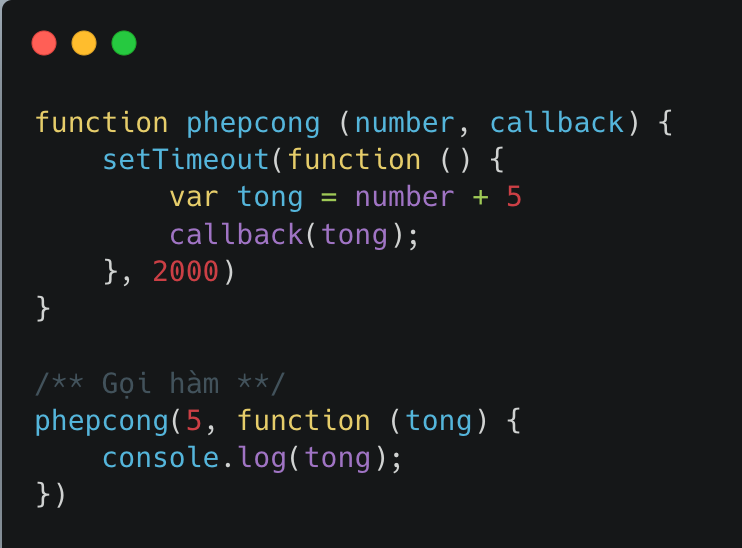 function phepcong (number, callback) {
    setTimeout(function () {
        var tong = number + 5
        callback(tong);
    }, 2000)
}

/** Gọi hàm **/
phepcong(5, function (tong) {
    console.log(tong);
})